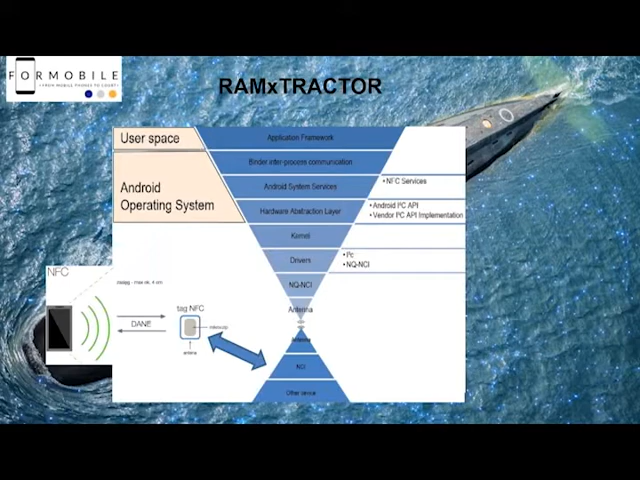 FORMOBILE
• FROM MOBILE PHONES TO COURT •
RAMxTRACTOR
User space
Android
Operating System
Application Framework
Binder inter-process communication
Android System Services
Hardware Abstraction Layer
Kernel
Drivers
NQ-NCI
Antenna
Antenna
NCI
Other device
• NFC Services
• Android I²C API
• Vendor I²C API Implementation
• I²c
• NQ-NCI
NFC
tag NFC
DANE
antena